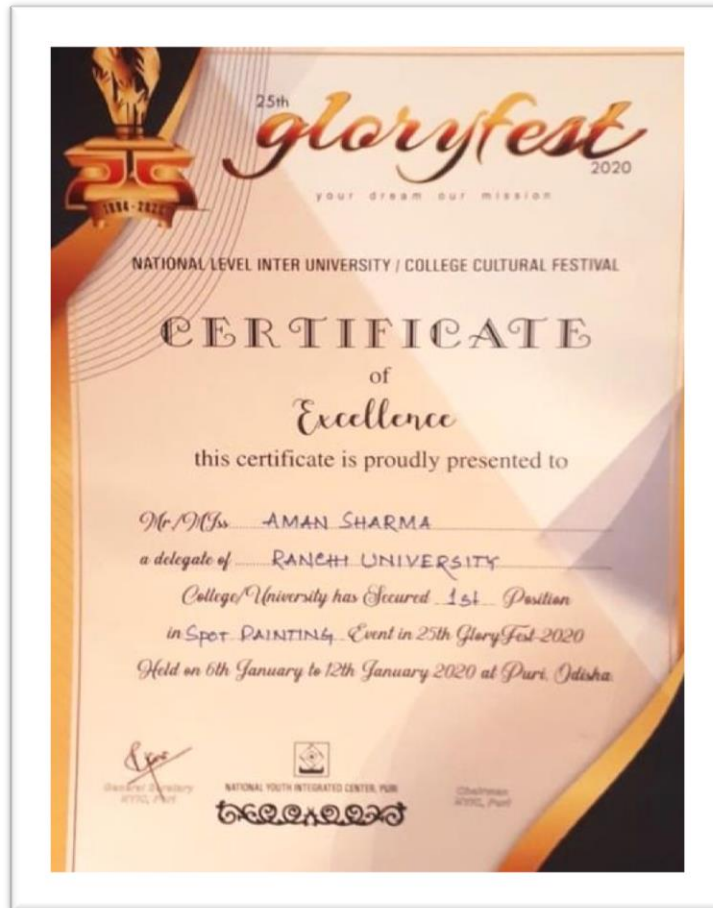 25th
gloryfest
2020
your dream our mission
25
NATIONAL LEVEL INTER UNIVERSITY / COLLEGE CULTURAL FESTIVAL
CERTIFICATE
of
Excellence
this certificate is proudly presented to
Mr/Miss AMAN SHARMA
a delegate of RANCHI UNIVERSITY
College/University has Secured 1st Position
in SPOT PAINTING Event in 25th GloryFest-2020
Held on 6th January to 12th January 2020 at Puri, Odisha.
General Secretary
NYIC, Puri
NATIONAL YOUTH INTEGRATED CENTER, PURI
Chairman
NYIC, Puri